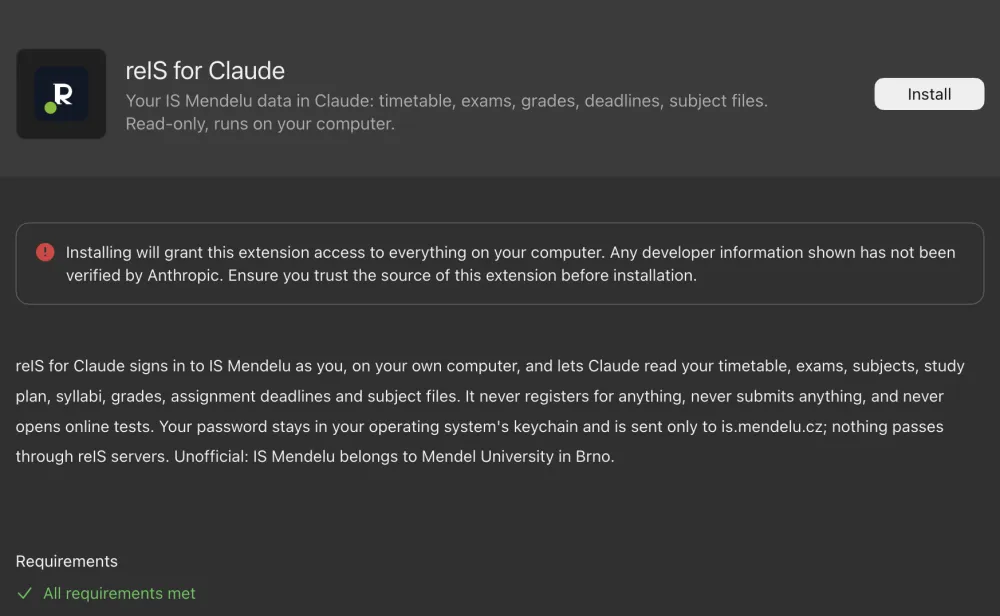 R
reIS for Claude
Your IS Mendelu data in Claude: timetable, exams, grades, deadlines, subject files.
Read-only, runs on your computer.
Install
Installing will grant this extension access to everything on your computer. Any developer information shown has not been
verified by Anthropic. Ensure you trust the source of this extension before installation.
reIS for Claude signs in to IS Mendelu as you, on your own computer, and lets Claude read your timetable, exams, subjects, study
plan, syllabi, grades, assignment deadlines and subject files. It never registers for anything, never submits anything, and never
opens online tests. Your password stays in your operating system's keychain and is sent only to is.mendelu.cz; nothing passes
through reIS servers. Unofficial: IS Mendelu belongs to Mendel University in Brno.
Requirements
All requirements met